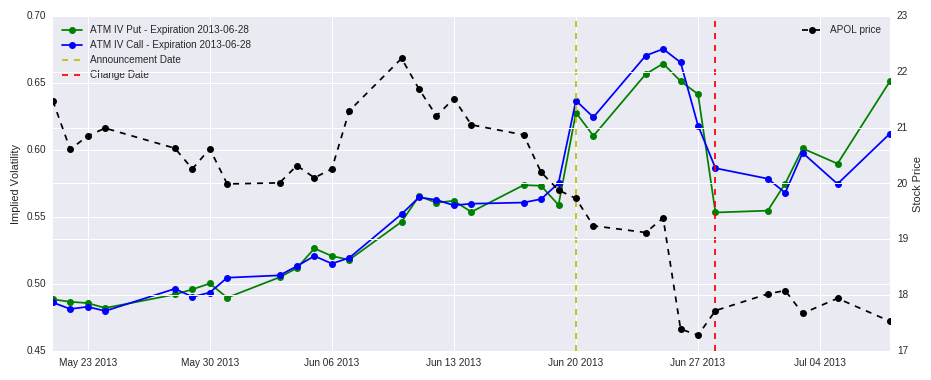 0.70
0.65
0.60
0.55
0.50
0.45
Implied Volatility
ATM IV Put - Expiration 2013-06-28
ATM IV Call - Expiration 2013-06-28
Announcement Date
Change Date
APOL price
23
22
21
20
19
18
17
Stock Price
May 23 2013 May 30 2013 Jun 06 2013 Jun 13 2013 Jun 20 2013 Jun 27 2013 Jul 04 2013